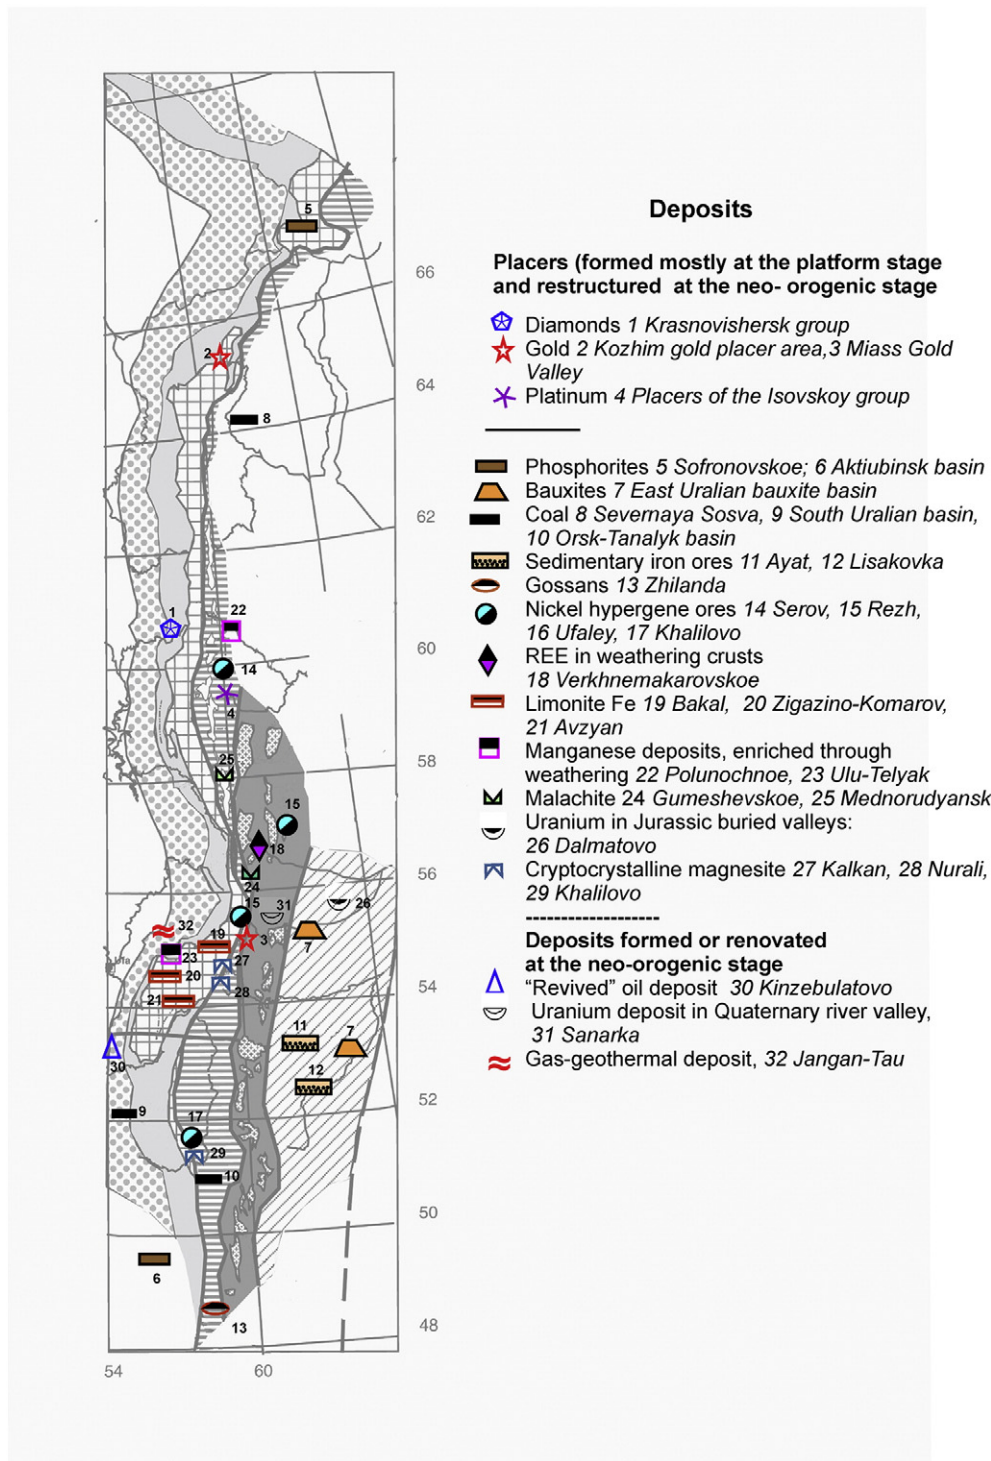 Deposits
Placers (formed mostly at the platform stage
and restructured at the neo- orogenic stage
Diamonds 1 Krasnovishersk group
Gold 2 Kozhim gold placer area,3 Miass Gold
Valley
Platinum 4 Placers of the Isovskoy group
Phosphorites 5 Sofronovskoe; 6 Aktiubinsk basin
Bauxites 7 East Uralian bauxite basin
Coal 8 Severnaya Sosva, 9 South Uralian basin,
10 Orsk-Tanalyk basin
Sedimentary iron ores 11 Ayat, 12 Lisakovka
Gossans 13 Zhilanda
Nickel hypergene ores 14 Serov, 15 Rezh,
16 Ufaley, 17 Khalilovo
REE in weathering crusts
18 Verkhnemakarovskoe
Limonite Fe 19 Bakal, 20 Zigazino-Komarov,
21 Avzyan
Manganese deposits, enriched through
weathering 22 Polunochnoe, 23 Ulu-Telyak
Malachite 24 Gumeshevskoe, 25 Mednorudyansk
Uranium in Jurassic buried valleys:
26 Dalmatovo
Cryptocrystalline magnesite 27 Kalkan, 28 Nurali,
29 Khalilovo
-------------------
Deposits formed or renovated
at the neo-orogenic stage
“Revived” oil deposit 30 Kinzebulatovo
Uranium deposit in Quaternary river valley,
31 Sanarka
Gas-geothermal deposit, 32 Jangan-Tau
5
66
2
64
8
62
1
22
60
14
4
25
58
15
18
56
24
15
31
26
32
19
3
7
23
27
20
28
54
21
11
7
30
12
52
9
17
29
10
50
6
13
48
54
60